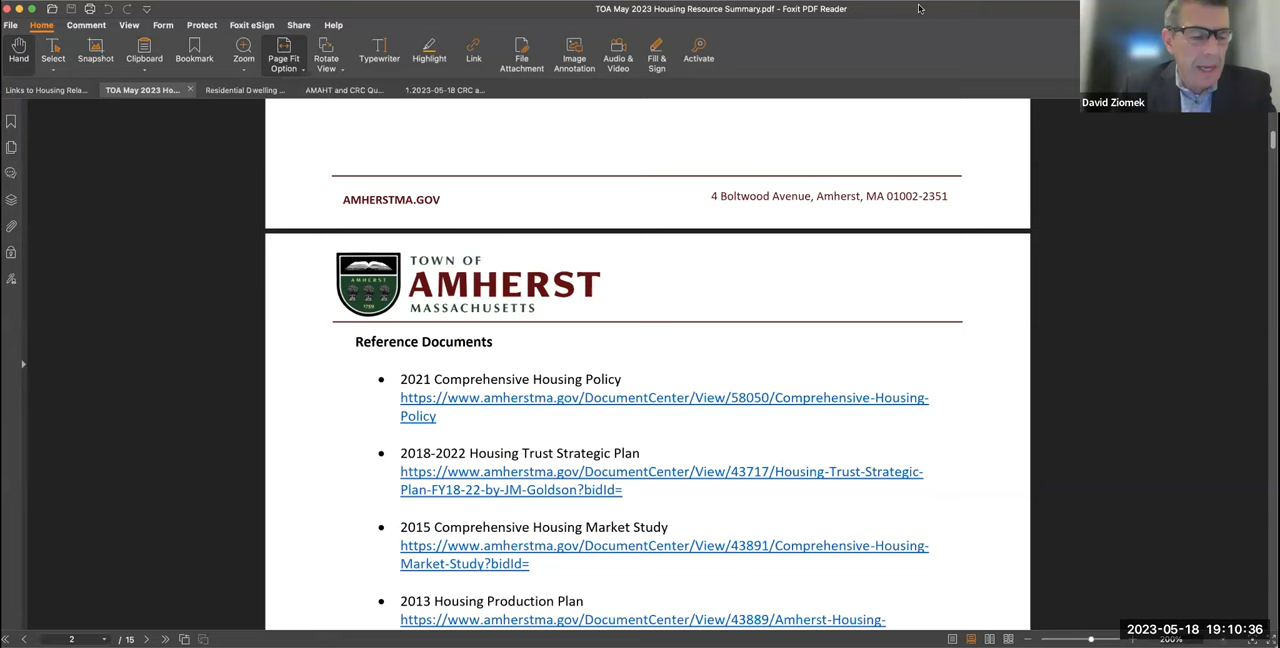 TOA May 2023 Housing Resource Summary.pdf - Foxit PDF Reader
File Home Comment View Form Protect Foxit eSign Share Help
Hand Select Snapshot Clipboard Bookmark Zoom Page Fit Option Rotate View Typewriter Highlight Link File Attachment Image Annotation Audio & Video Fill & Sign Activate
David Ziomek
Links to Housing Rela... TOA May 2023 Ho... Residential Dwelling ... AMAHT and CRC Qu... 1.2023-05-18 CRC a...
AMHERSTMA.GOV
4 Boltwood Avenue, Amherst, MA 01002-2351
AMHERST
1759
TOWN OF
AMHERST
MASSACHUSETTS
Reference Documents
• 2021 Comprehensive Housing Policy
https://www.amherstma.gov/DocumentCenter/View/58050/Comprehensive-Housing-
Policy
• 2018-2022 Housing Trust Strategic Plan
https://www.amherstma.gov/DocumentCenter/View/43717/Housing-Trust-Strategic-
Plan-FY18-22-by-JM-Goldson?bidId=
• 2015 Comprehensive Housing Market Study
https://www.amherstma.gov/DocumentCenter/View/43891/Comprehensive-Housing-
Market-Study?bidId=
• 2013 Housing Production Plan
https://www.amherstma.gov/DocumentCenter/View/43889/Amherst-Housing-
2 / 15
2023-05-18 19:10:36
200%